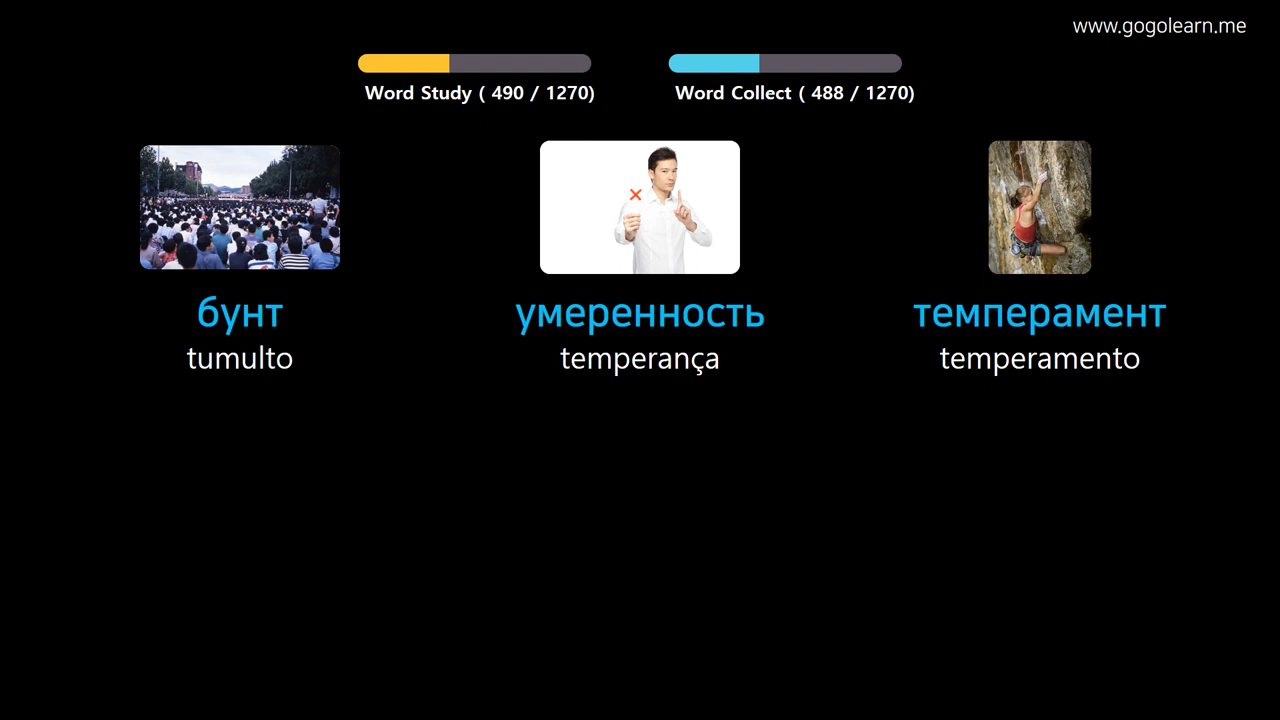 www.gogolearn.me
Word Study ( 490 / 1270)
Word Collect ( 488 / 1270)
бунт
tumulto
умеренность
temperança
темперамент
temperamento